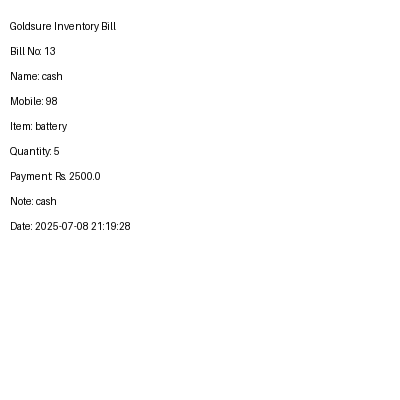 Goldsure Inventory Bill
Bill No: 13
Name: cash
Mobile: 98
Item: battery
Quantity: 5
Payment: Rs. 2500.0
Note: cash
Date: 2025-07-08 21:19:28